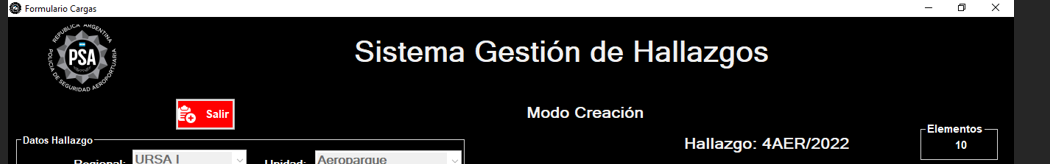 Formulario Cargas
REPUBLICA ARGENTINA
PSA
POLICIA DE SEGURIDAD AEROPORTUARIA
Sistema Gestión de Hallazgos
Salir
Modo Creación
Datos Hallazgo
Hallazgo: 4AER/2022
Elementos
10
Regional: URSA I
Unidad: Aeroparque